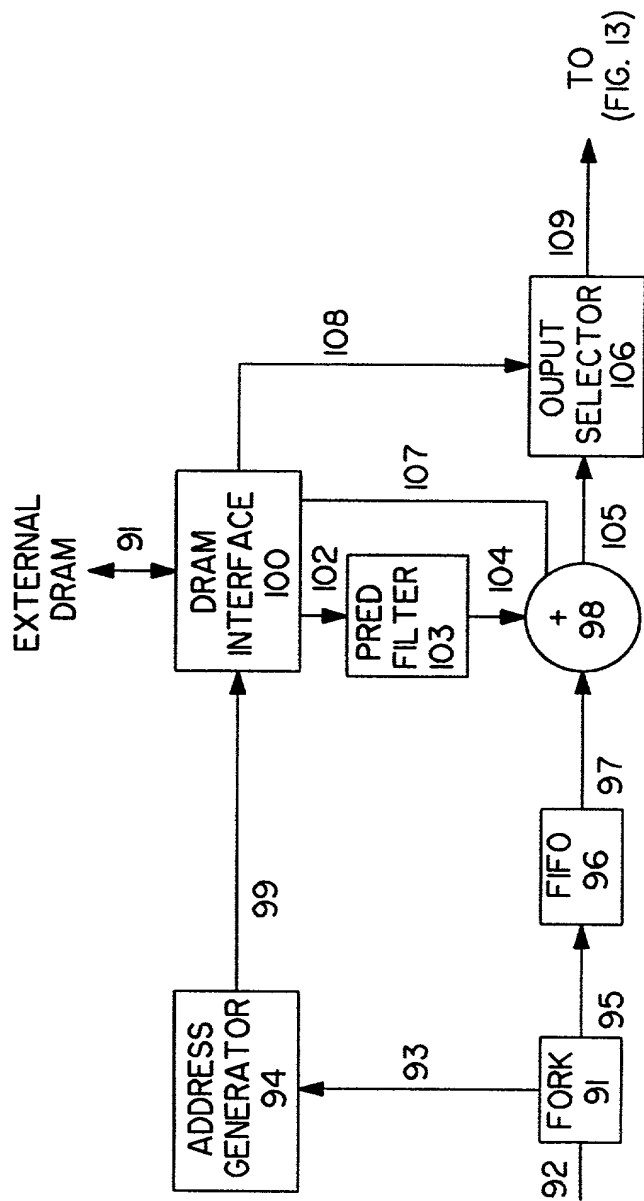 EXTERNAL
DRAM
91
ADDRESS
GENERATOR
94
99
DRAM
INTERFACE
100
108
102
107
PRED
FILTER
103
93
104
92
FORK
91
95
FIFO
96
97
+
98
105
OUPUT
SELECTOR
106
109
TO
(FIG. 13)